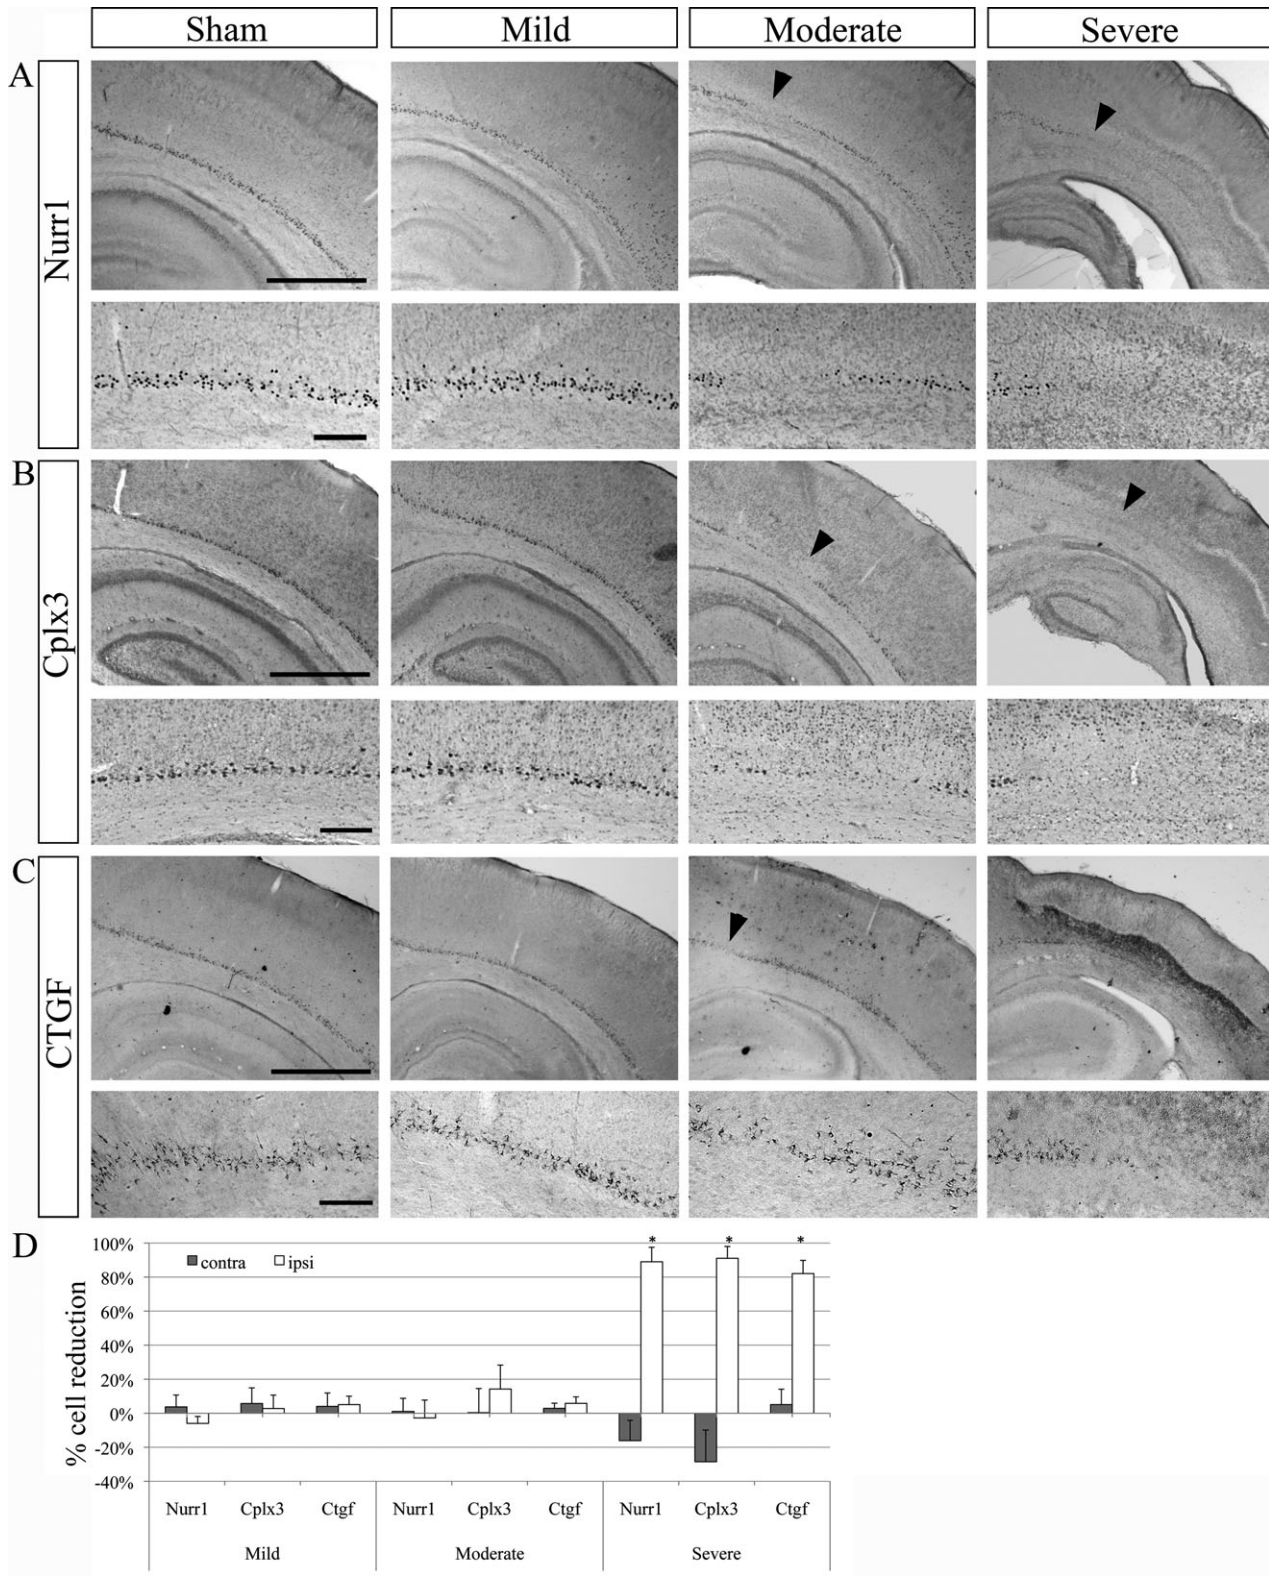 Sham Mild Moderate Severe
A
Nurr1
B
Cplx3
C
CTGF
D
% cell reduction
100%
80%
60%
40%
20%
0%
-20%
-40%
contra ipsi
* * *
Nurr1 Cplx3 Ctgf Nurr1 Cplx3 Ctgf Nurr1 Cplx3 Ctgf
Mild Moderate Severe